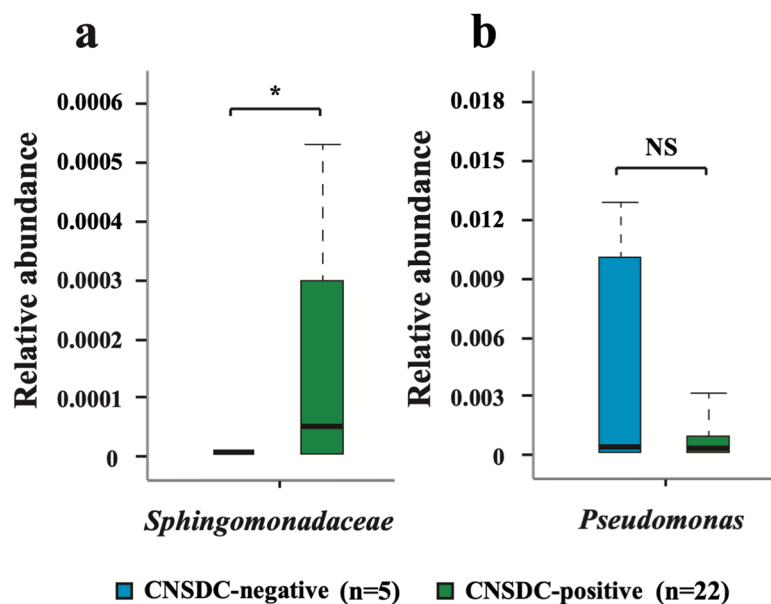 a
Relative abundance
0.0006
0.0005
0.0004
0.0003
0.0002
0.0001
0
*
Sphingomonadaceae
b
Relative abundance
0.018
0.015
0.012
0.009
0.006
0.003
0
NS
Pseudomonas
CNSDC-negative (n=5) CNSDC-positive (n=22)